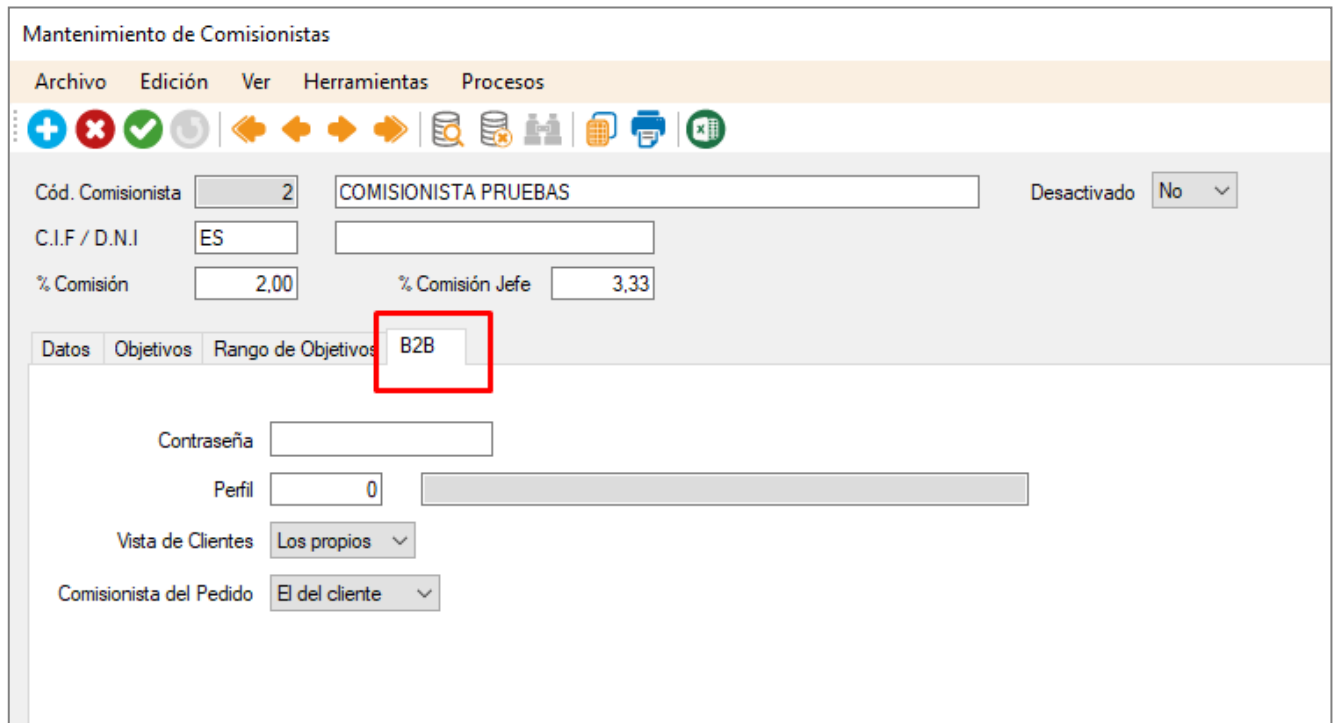 Mantenimiento de Comisionistas
Archivo Edición Ver Herramientas Procesos
Cód. Comisionista 2 COMISIONISTA PRUEBAS Desactivado No
C.I.F / D.N.I ES
% Comisión 2,00 % Comisión Jefe 3,33
Datos Objetivos Rango de Objetivos B2B
Contraseña
Perfil 0
Vista de Clientes Los propios
Comisionista del Pedido El del cliente